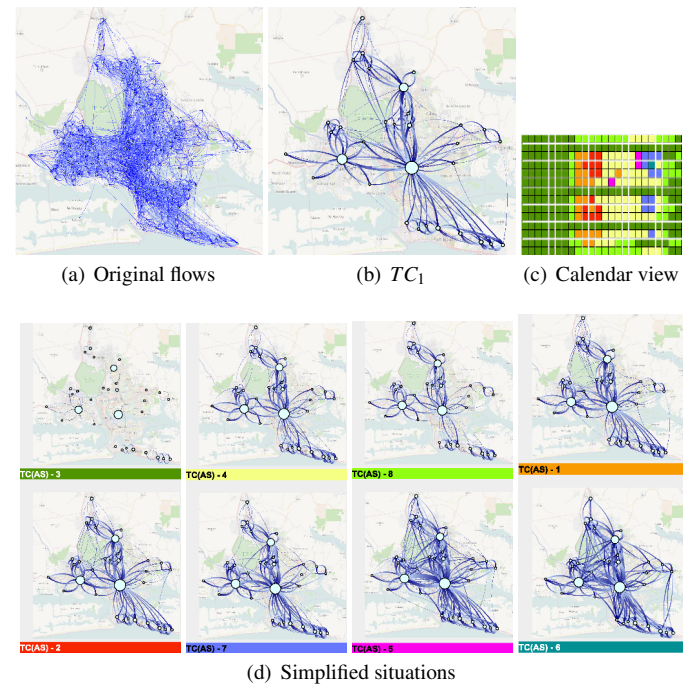 (a) Original flows
(b) TC₁
(c) Calendar view
TC(AS) - 3
TC(AS) - 4
TC(AS) - 8
TC(AS) - 1
TC(AS) - 2
TC(AS) - 7
TC(AS) - 5
TC(AS) - 6
(d) Simplified situations